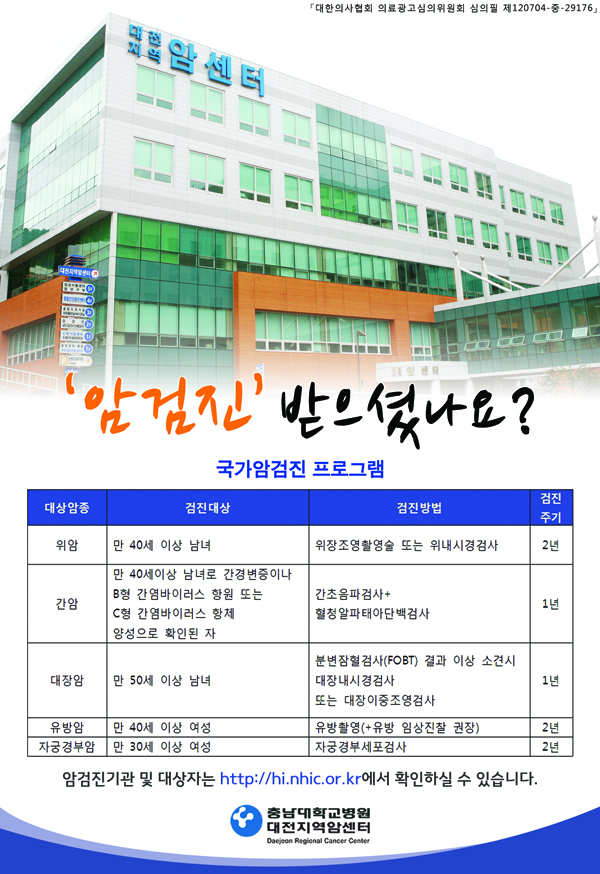 「대한의사협회 의료광고심의위원회 심의필 제120704-중-29176」
대전
지역 암센터
대전지역암센터
암센터
‘암검진’ 받으셨나요?
국가암검진 프로그램
대상암종 검진대상 검진방법 검진
주기
위암 만 40세 이상 남녀 위장조영촬영술 또는 위내시경검사 2년
간암 만 40세이상 남녀로 간경변증이나
B형 간염바이러스 항원 또는
C형 간염바이러스 항체
양성으로 확인된 자 간초음파검사+
혈청알파태아단백검사 1년
대장암 만 50세 이상 남녀 분변잠혈검사(FOBT) 결과 이상 소견시
대장내시경검사
또는 대장이중조영검사 1년
유방암 만 40세 이상 여성 유방촬영(+유방 임상진찰 권장) 2년
자궁경부암 만 30세 이상 여성 자궁경부세포검사 2년
암검진기관 및 대상자는 http://hi.nhic.or.kr에서 확인하실 수 있습니다.
충남대학교병원
대전지역암센터
Daejeon Regional Cancer Center